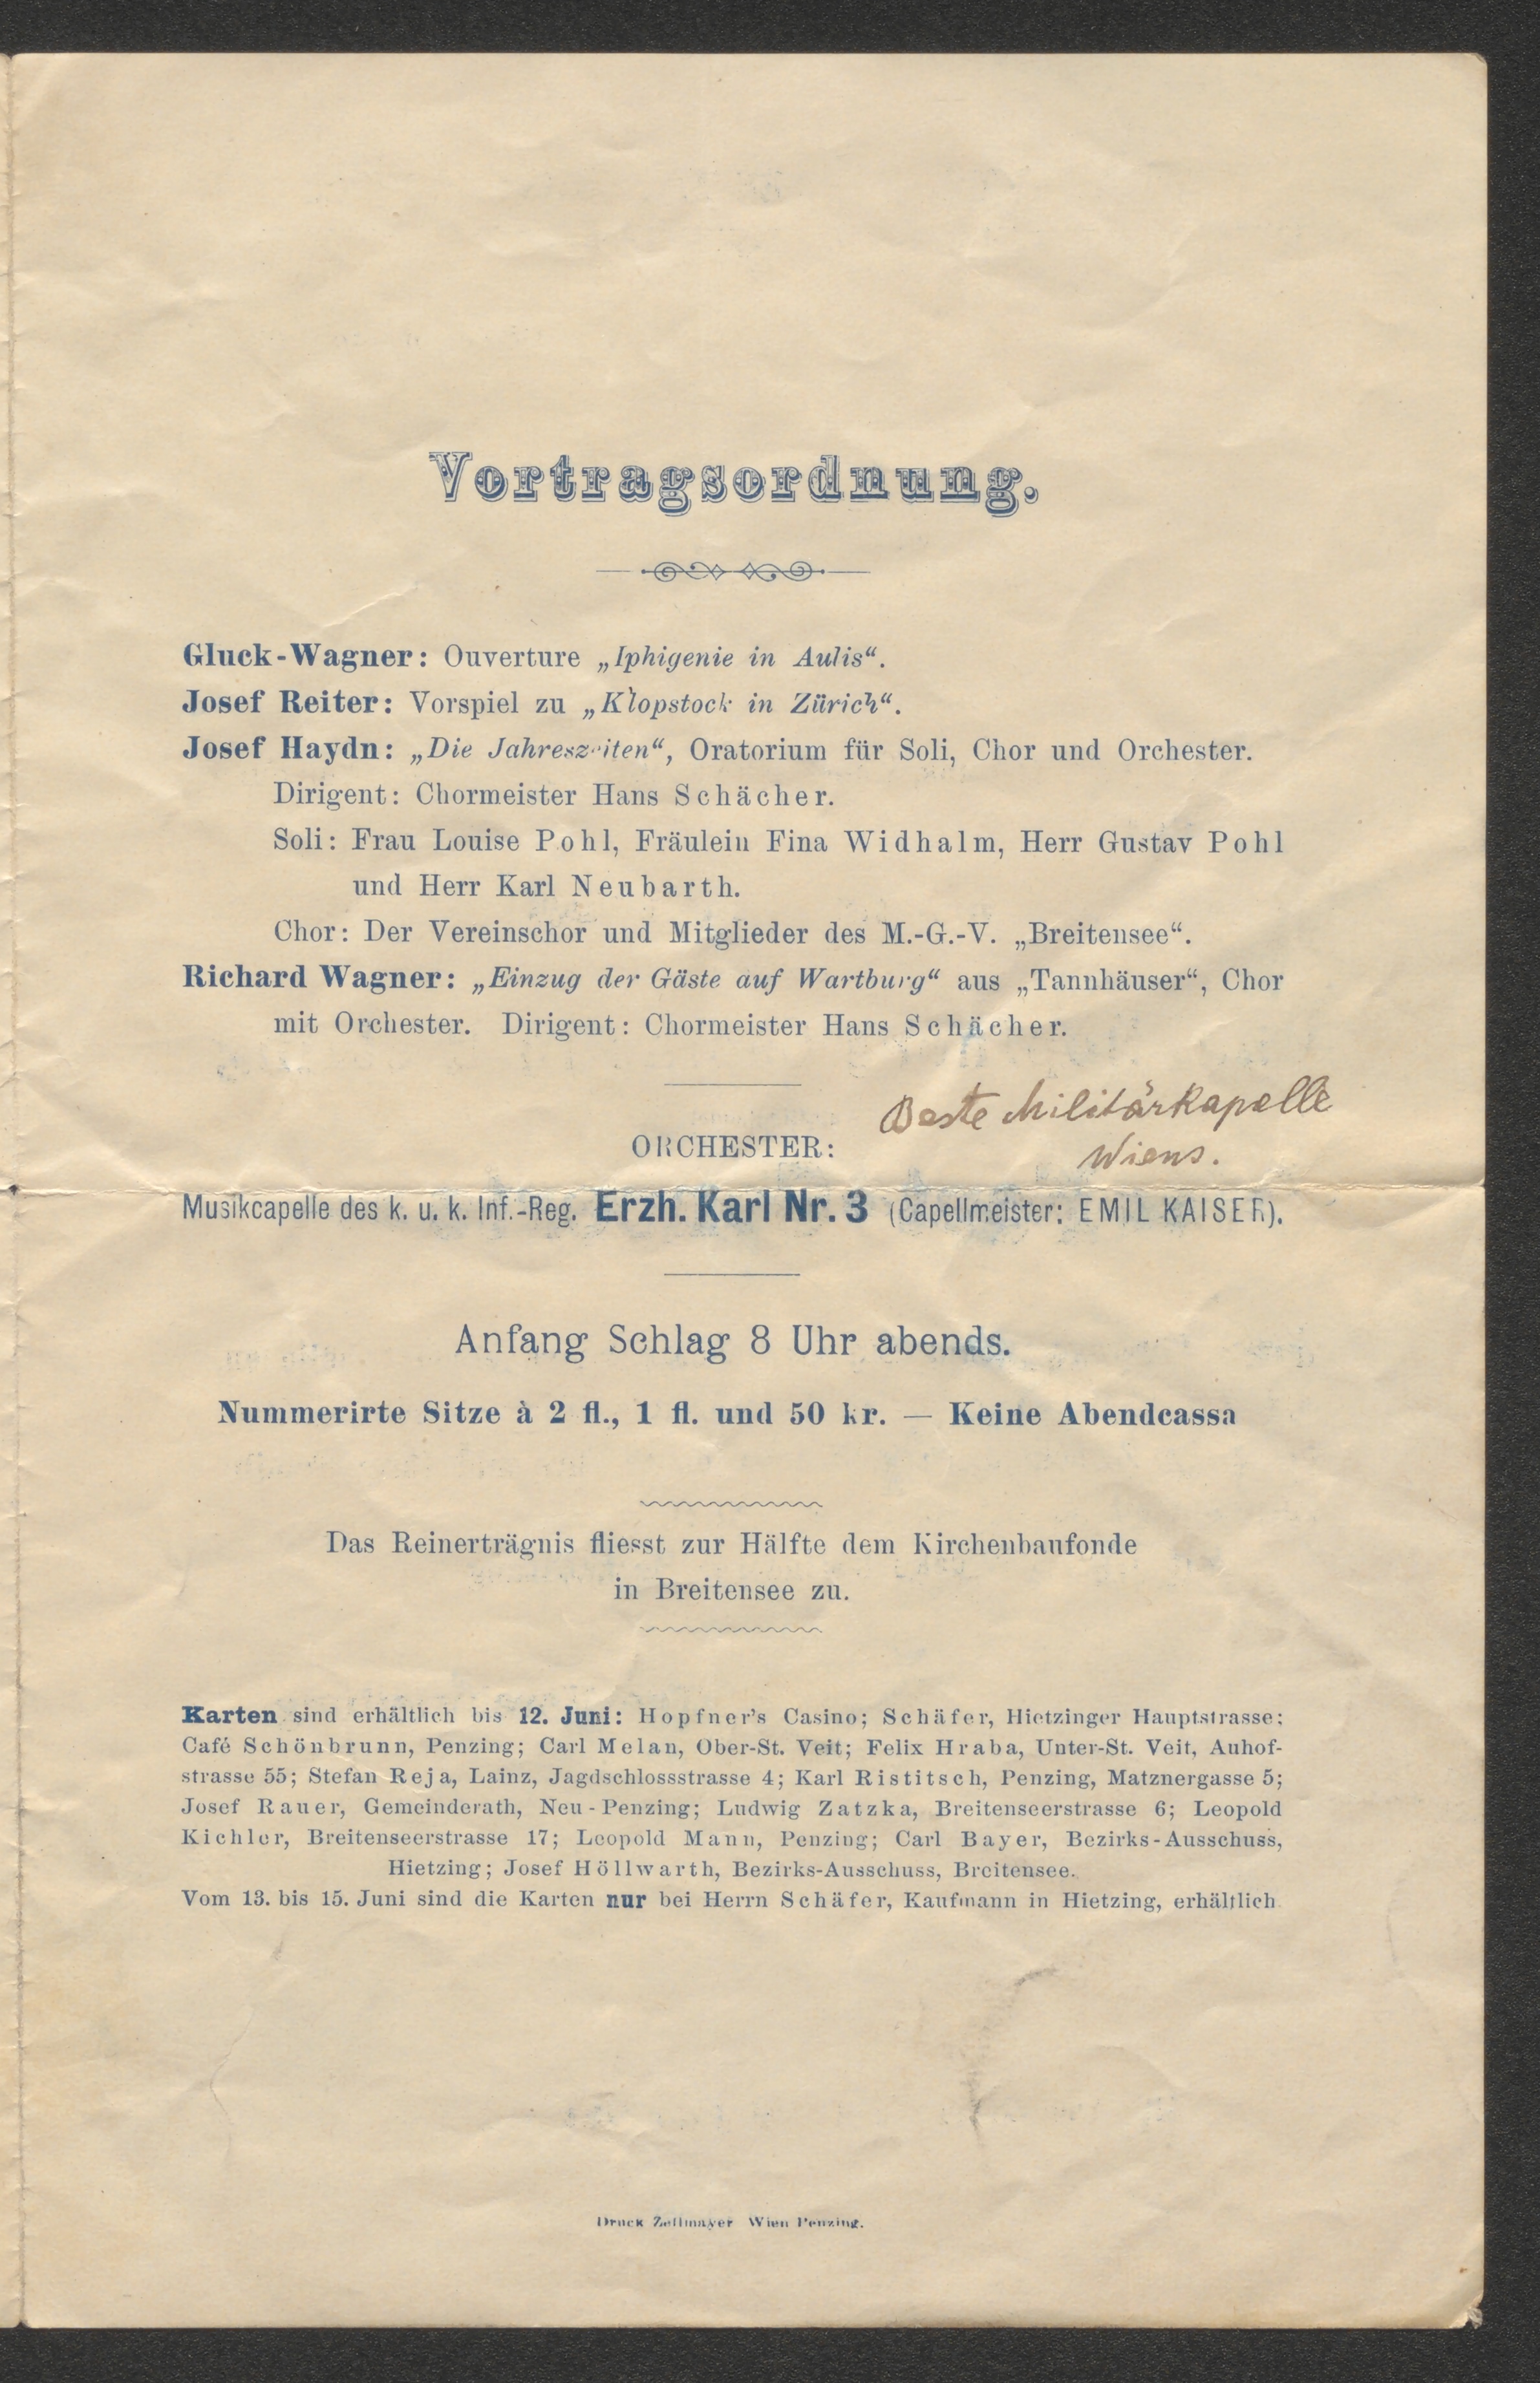 Vortragsordnung.
Gluck-Wagner: Ouverture „Iphigenie in Aulis“.
Josef Reiter: Vorspiel zu „Klopstock in Zürich“.
Josef Haydn: „Die Jahreszeiten“, Oratorium für Soli, Chor und Orchester.
Dirigent: Chormeister Hans Schächer.
Soli: Frau Louise Pohl, Fräulein Fina Widhalm, Herr Gustav Pohl
und Herr Karl Neubarth.
Chor: Der Vereinschor und Mitglieder des M.-G.-V. „Breitensee“.
Richard Wagner: „Einzug der Gäste auf Wartburg“ aus „Tannhäuser“, Chor
mit Orchester. Dirigent: Chormeister Hans Schächer.
Beste Militärkapelle
Wiens.
ORCHESTER:
Musikcapelle des k. u. k. Inf.-Reg. Erzh. Karl Nr. 3 (Capellmeister: EMIL KAISER).
Anfang Schlag 8 Uhr abends.
Nummerirte Sitze à 2 fl., 1 fl. und 50 kr. — Keine Abendcassa
Das Reinerträgnis fliesst zur Hälfte dem Kirchenbaufonde
in Breitensee zu.
Karten sind erhältlich bis 12. Juni: Hopfner's Casino; Schäfer, Hietzinger Hauptstrasse;
Café Schönbrunn, Penzing; Carl Melan, Ober-St. Veit; Felix Hraba, Unter-St. Veit, Auhof-
strasse 55; Stefan Reja, Lainz, Jagdschlossstrasse 4; Karl Ristitsch, Penzing, Matznergasse 5;
Josef Rauer, Gemeinderath, Neu-Penzing; Ludwig Zatzka, Breitenseerstrasse 6; Leopold
Kichler, Breitenseerstrasse 17; Leopold Mann, Penzing; Carl Bayer, Bezirks-Ausschuss,
Hietzing; Josef Höllwarth, Bezirks-Ausschuss, Breitensee.
Vom 13. bis 15. Juni sind die Karten nur bei Herrn Schäfer, Kaufmann in Hietzing, erhältlich
Druck Zellmayer Wien Penzing.